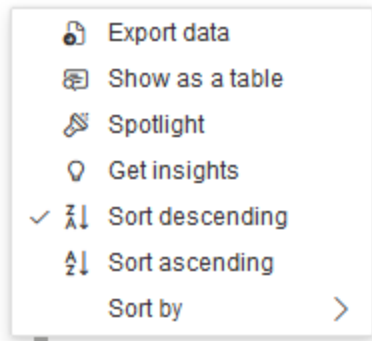 Export data
Show as a table
Spotlight
Get insights
Sort descending
Sort ascending
Sort by